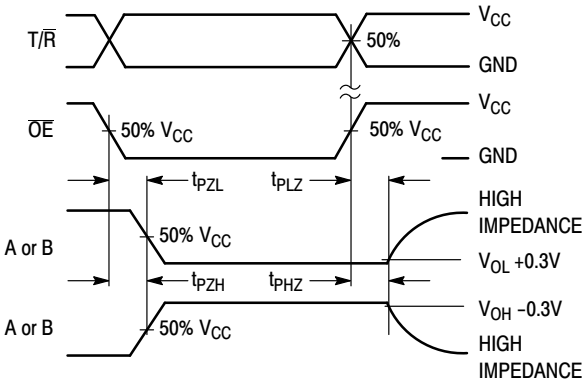 V_CC
T/R̅
50%
GND
V_CC
O̅E̅
50% V_CC
50% V_CC
GND
t_PZL
t_PLZ
HIGH
IMPEDANCE
50% V_CC
A or B
V_OL +0.3V
t_PZH
t_PHZ
V_OH −0.3V
A or B
50% V_CC
HIGH
IMPEDANCE